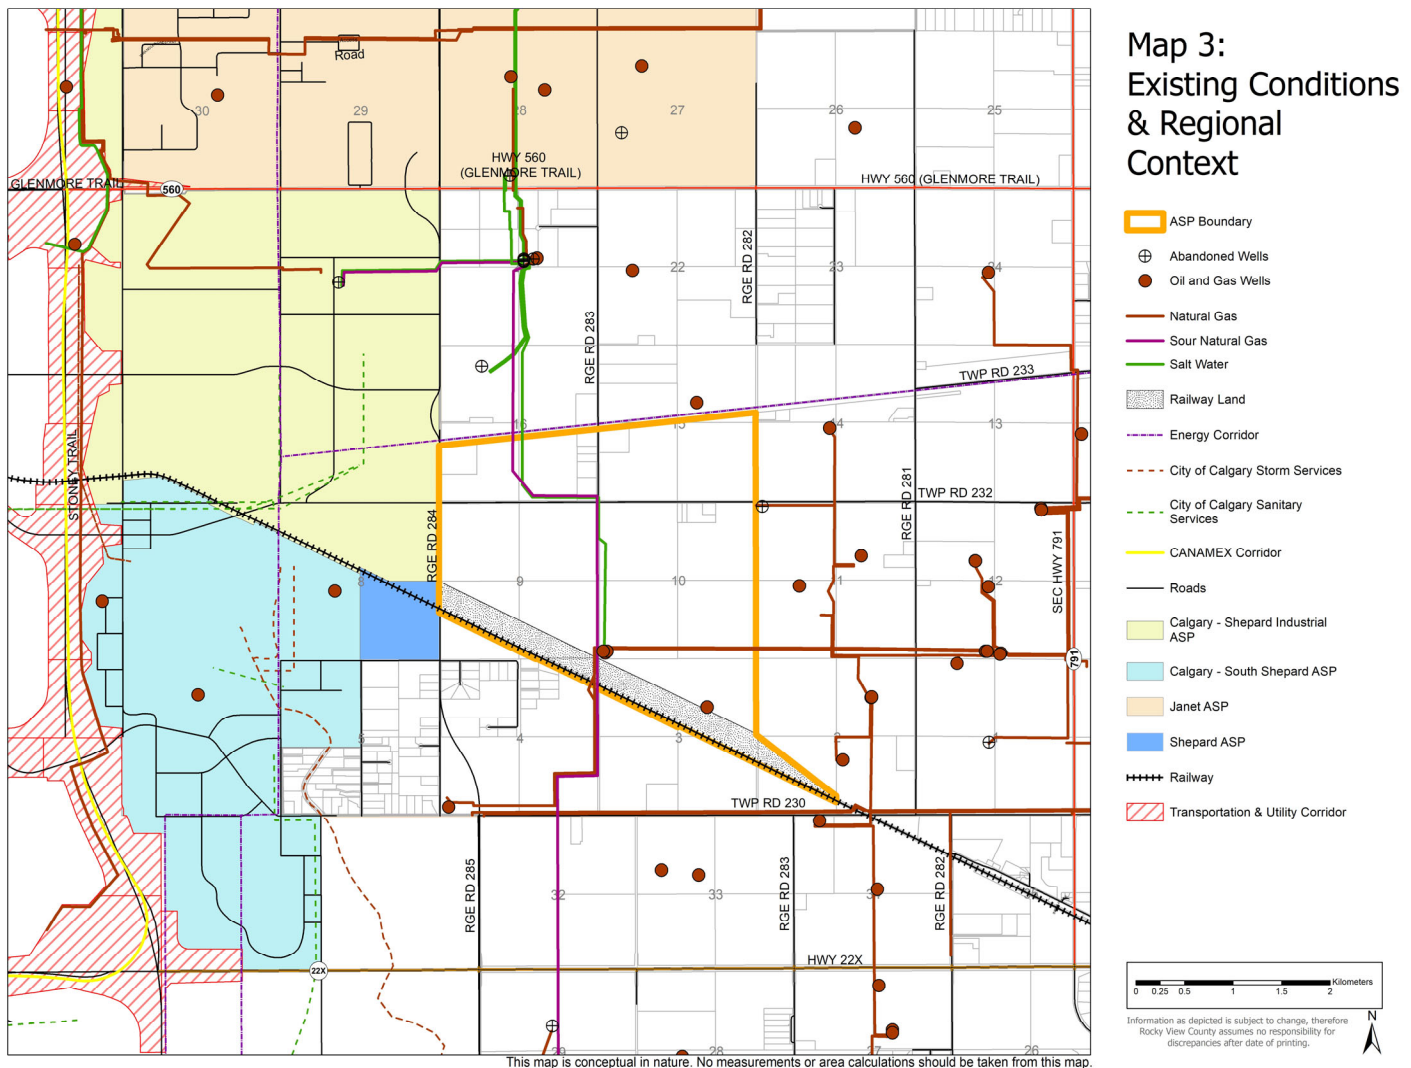 Map 3:
Existing Conditions
& Regional
Context
ASP Boundary
Abandoned Wells
Oil and Gas Wells
Natural Gas
Sour Natural Gas
Salt Water
Railway Land
Energy Corridor
City of Calgary Storm Services
City of Calgary Sanitary
Services
CANAMEX Corridor
Roads
Calgary - Shepard Industrial
ASP
Calgary - South Shepard ASP
Janet ASP
Shepard ASP
Railway
Transportation & Utility Corridor
0 0.25 0.5 1 1.5 2 Kilometers
Information as depicted is subject to change, therefore
Rocky View County assumes no responsibility for
discrepancies after date of printing.
N
Road
30 29 28 27 26 25
HWY 560
(GLENMORE TRAIL)
GLENMORE TRAIL
560
HWY 560 (GLENMORE TRAIL)
RGE RD 282
22 23 24
RGE RD 283
TWP RD 233
16 15 14 13
STONEY TRAIL
RGE RD 284
RGE RD 281
TWP RD 232
SEC HWY 791
8 9 10 11 12
791
5 4 3 2 1
TWP RD 230
RGE RD 285
RGE RD 283
RGE RD 282
32 33 34
HWY 22X
22X
29 28 27 26
This map is conceptual in nature. No measurements or area calculations should be taken from this map.